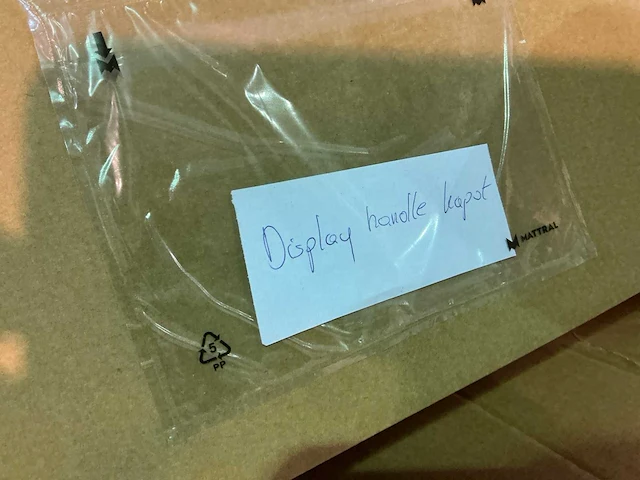 Display handle kapot
MATTRAL
5
PP